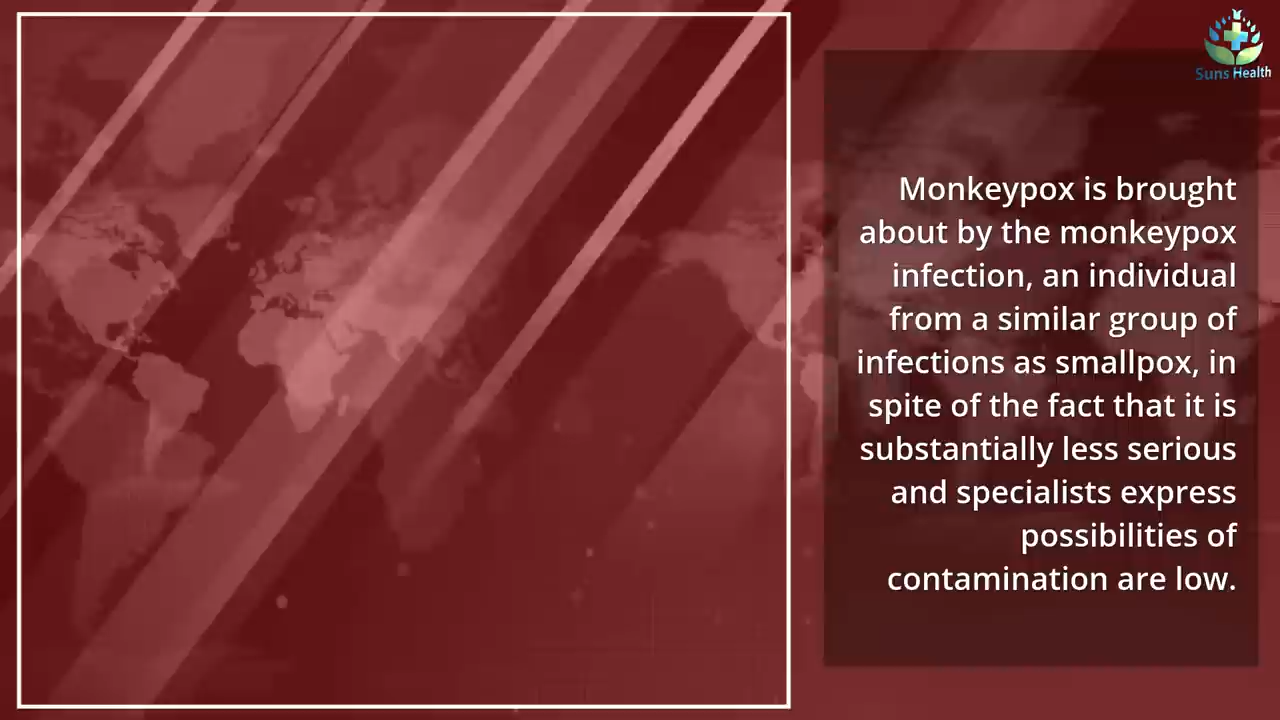 Suns Health
Monkeypox is brought
about by the monkeypox
infection, an individual
from a similar group of
infections as smallpox, in
spite of the fact that it is
substantially less serious
and specialists express
possibilities of
contamination are low.